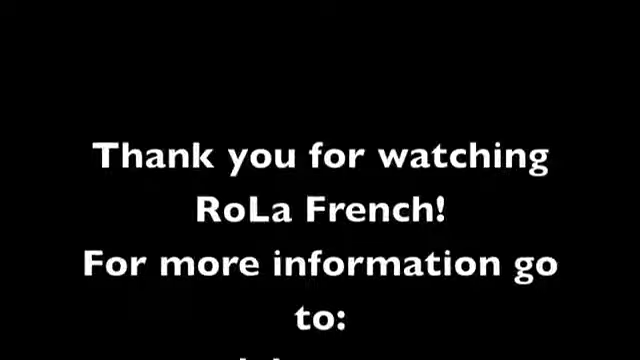 Thank you for watching
RoLa French!
For more information go
to: